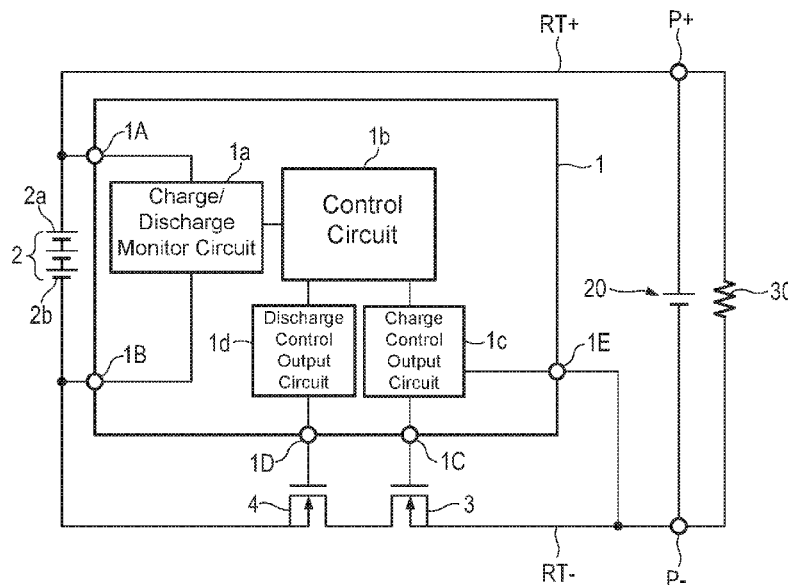 RT+
P+
1A
1a
1b
1
Charge/
Discharge
Monitor Circuit
Control
Circuit
2a
2
2b
20
30
1B
1d
Discharge
Control
Output
Circuit
Charge
Control
Output
Circuit
1c
1E
1D
1C
4
3
RT-
P-